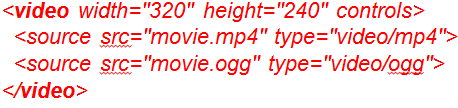 <video width="320" height="240" controls>
<source src="movie.mp4" type="video/mp4">
<source src="movie.ogg" type="video/ogg">
</video>